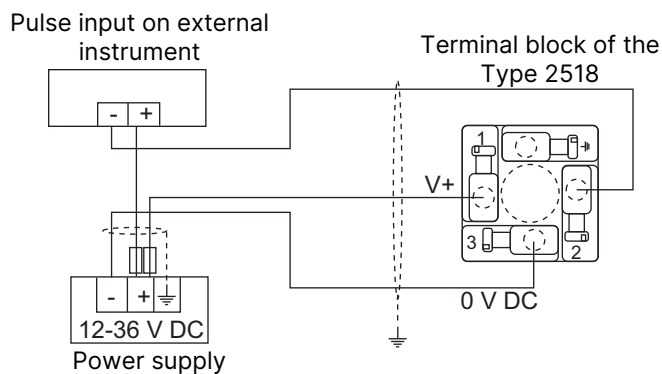 Pulse input on external
instrument
- +
Terminal block of the
Type 2518
1
V+
3
2
- +
12-36 V DC
0 V DC
Power supply